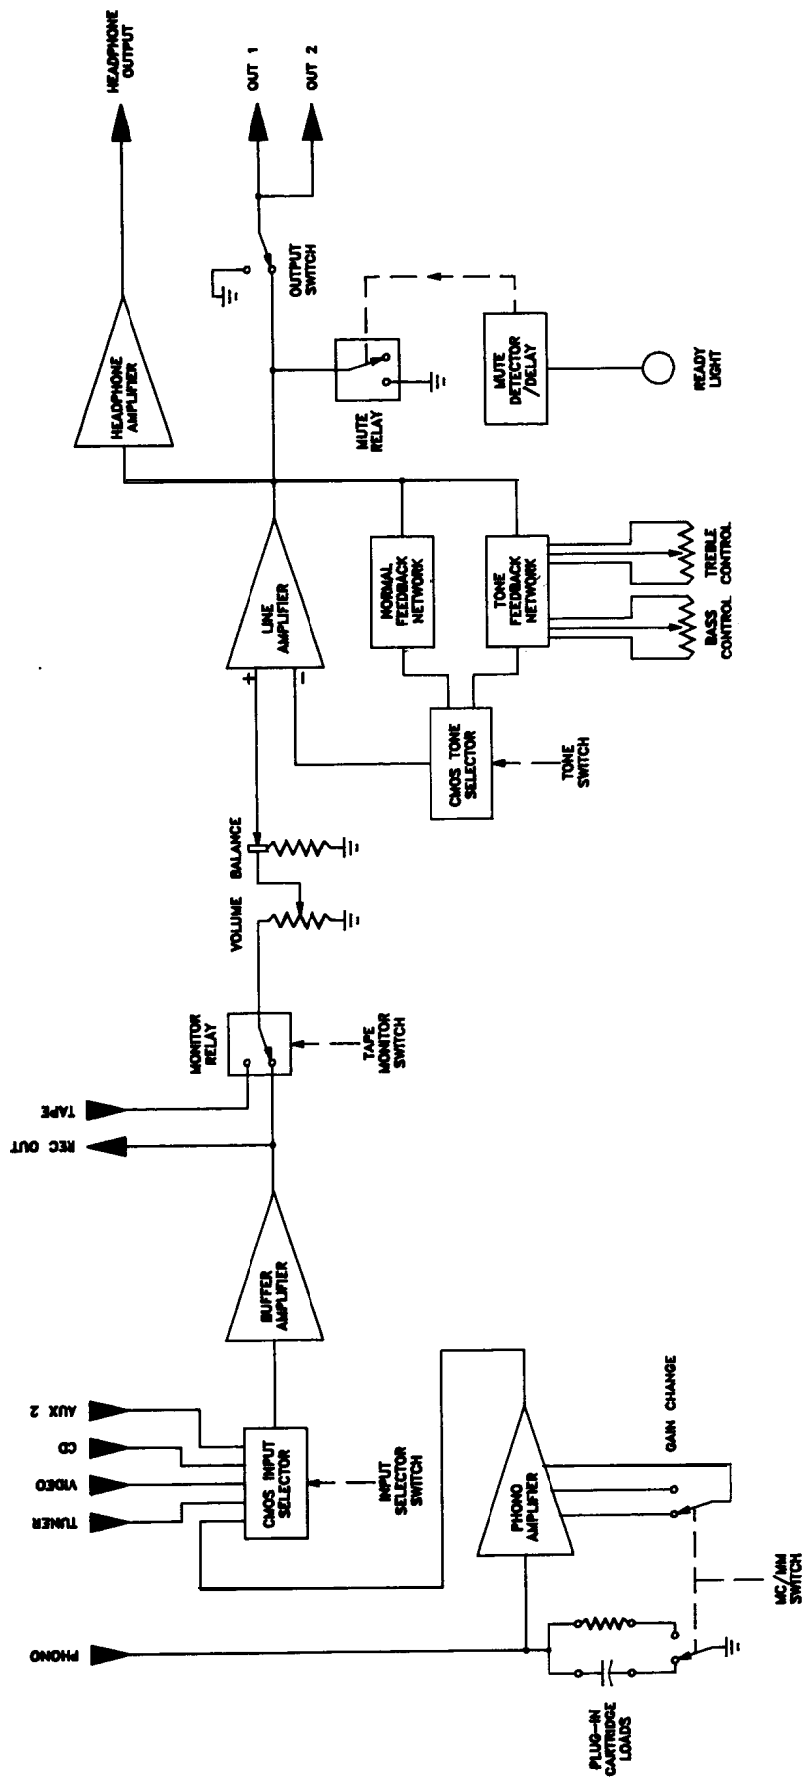 PHONO
TUNER
VIDEO
CD
AUX 2
REC OUT
TAPE
CMOS INPUT
SELECTOR
INPUT
SELECTOR
SWITCH
BUFFER
AMPLIFIER
MONITOR
RELAY
TAPE
MONITOR
SWITCH
VOLUME
BALANCE
+
−
LINE
AMPLIFIER
HEADPHONE
AMPLIFIER
HEADPHONE
OUTPUT
OUT 1
OUT 2
OUTPUT
SWITCH
MUTE
RELAY
MUTE
DETECTOR
/DELAY
READY
LIGHT
NORMAL
FEEDBACK
NETWORK
TONE
FEEDBACK
NETWORK
CMOS TONE
SELECTOR
TONE
SWITCH
BASS
CONTROL
TREBLE
CONTROL
PHONO
AMPLIFIER
GAIN CHANGE
MC/MM
SWITCH
PLUG-IN
CARTRIDGE
LOADS